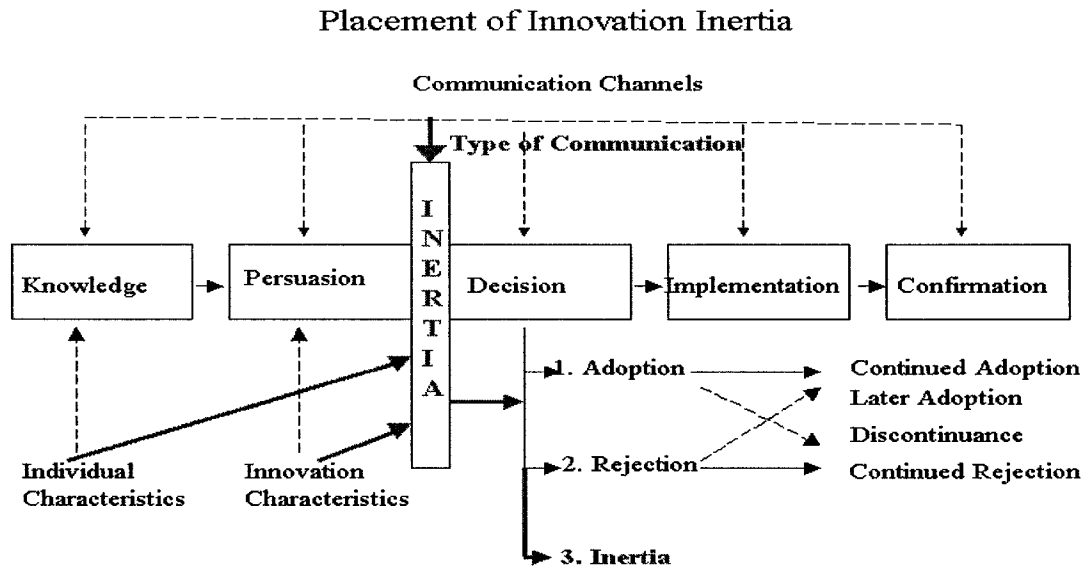 Placement of Innovation Inertia
Communication Channels
Type of Communication
INERTIA
Knowledge
Persuasion
Decision
Implementation
Confirmation
1. Adoption
Continued Adoption
Later Adoption
Discontinuance
2. Rejection
Continued Rejection
Individual
Characteristics
Innovation
Characteristics
3. Inertia